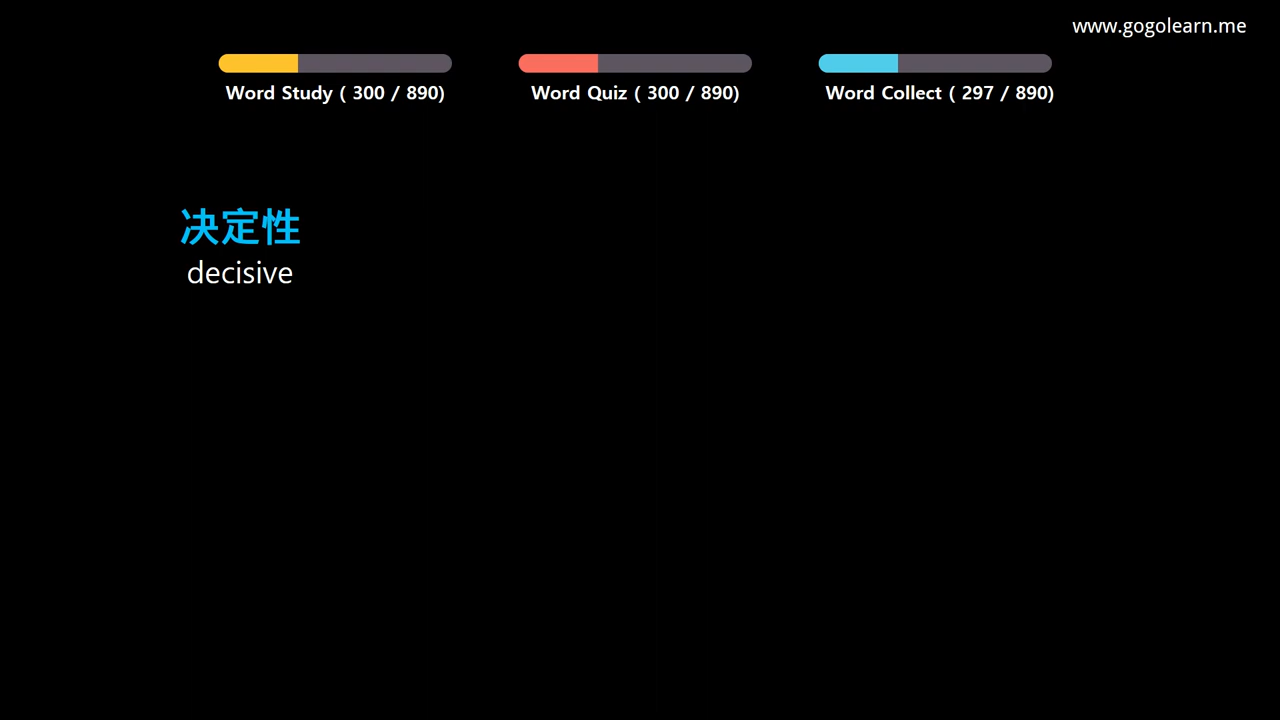 www.gogolearn.me
Word Study ( 300 / 890)
Word Quiz ( 300 / 890)
Word Collect ( 297 / 890)
决定性
decisive